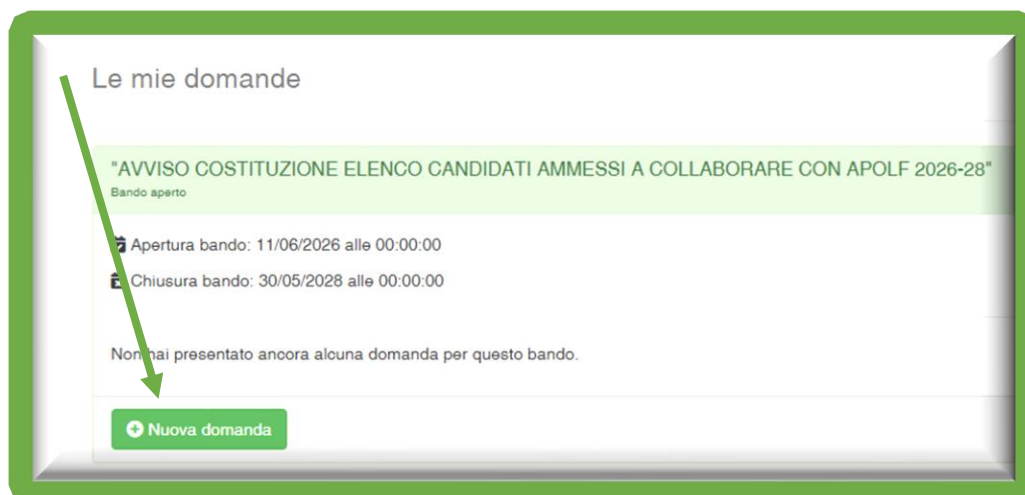 Le mie domande
"AVVISO COSTITUZIONE ELENCO CANDIDATI AMMESSI A COLLABORARE CON APOLF 2026-28"
Bando aperto
Apertura bando: 11/06/2026 alle 00:00:00
Chiusura bando: 30/05/2028 alle 00:00:00
Non hai presentato ancora alcuna domanda per questo bando.
Nuova domanda